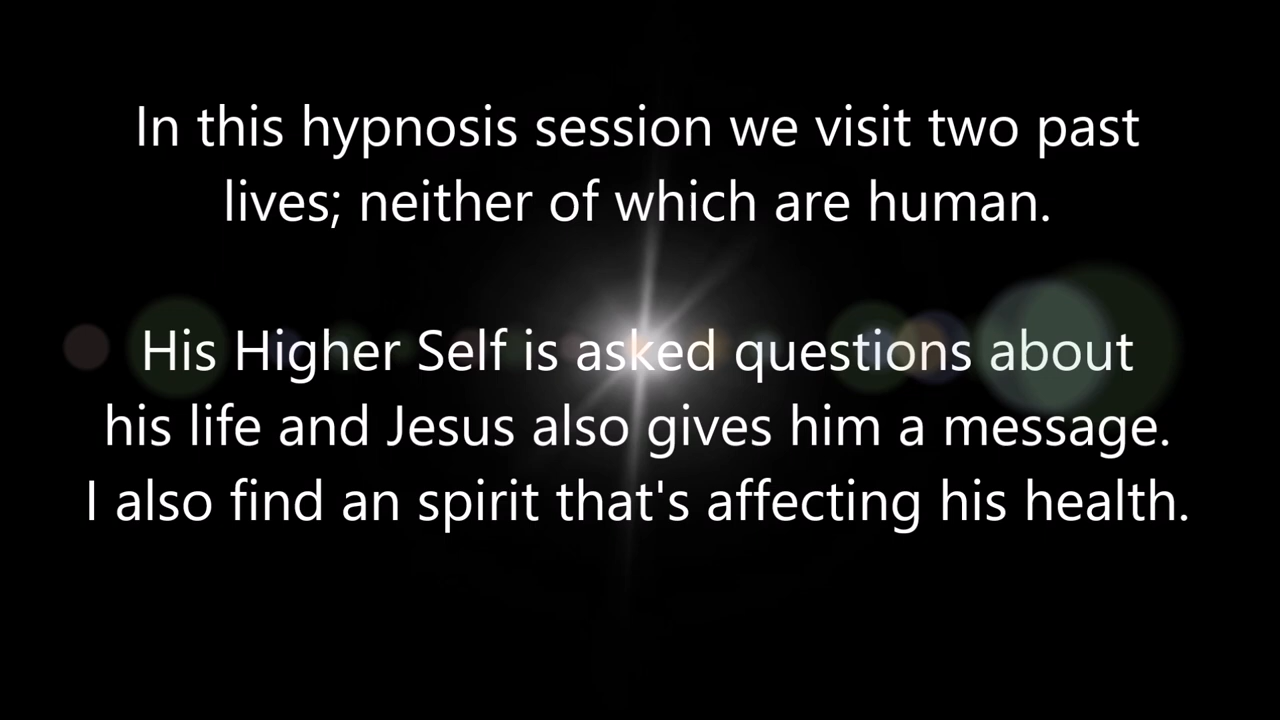 In this hypnosis session we visit two past
lives; neither of which are human.
His Higher Self is asked questions about
his life and Jesus also gives him a message.
I also find an spirit that's affecting his health.